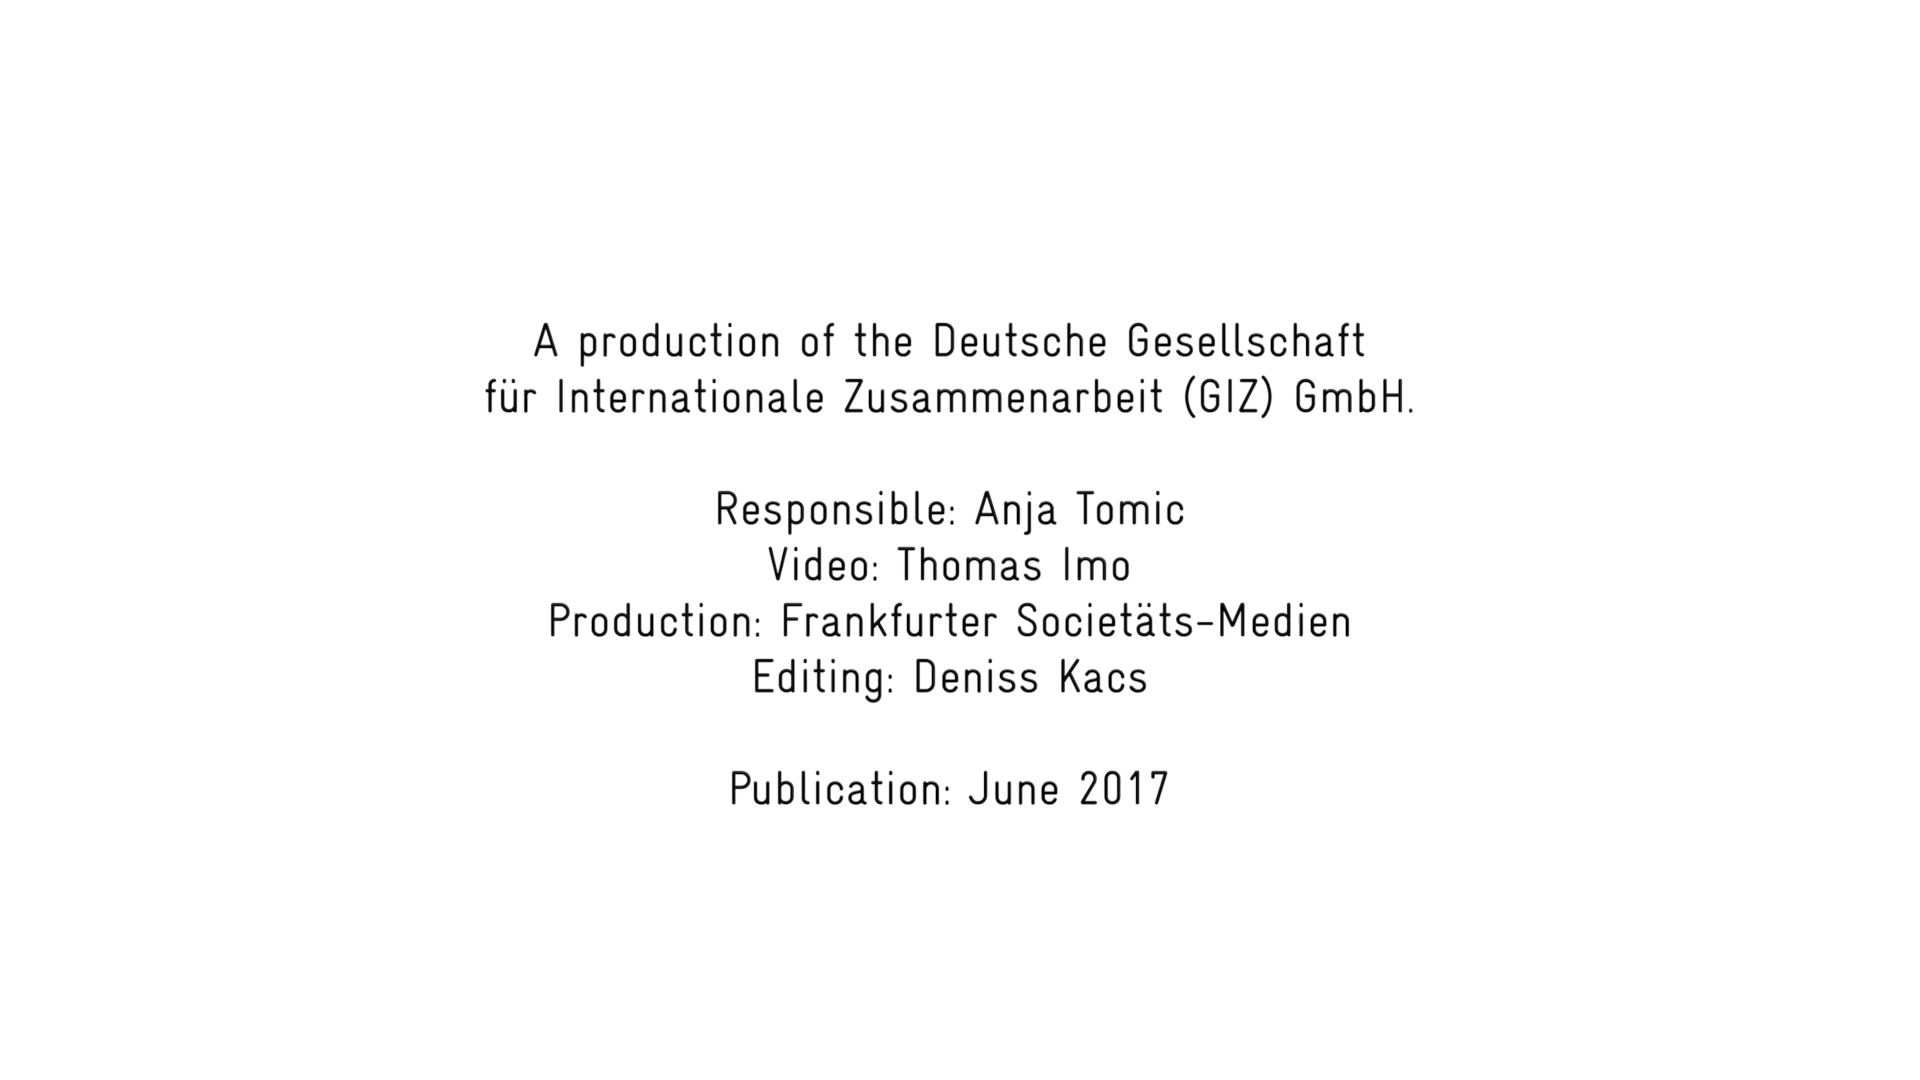 A production of the Deutsche Gesellschaft
für Internationale Zusammenarbeit (GIZ) GmbH.
Responsible: Anja Tomic
Video: Thomas Imo
Production: Frankfurter Societäts-Medien
Editing: Deniss Kacs
Publication: June 2017